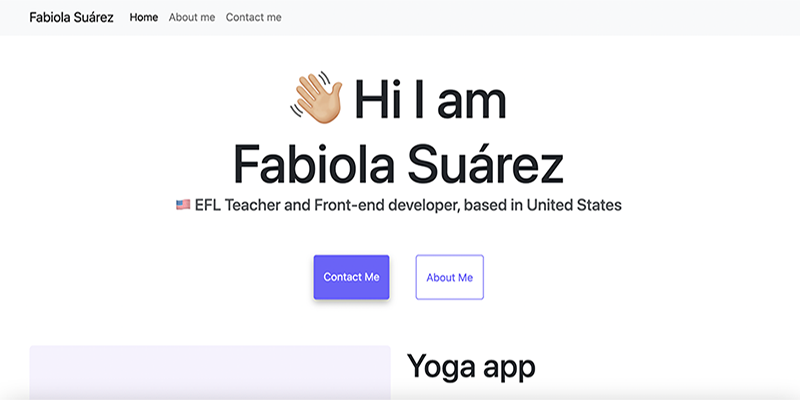 Fabiola Suárez Home About me Contact me
👋🏼 Hi I am
Fabiola Suárez
🇺🇸 EFL Teacher and Front-end developer, based in United States
Contact Me About Me
Yoga app